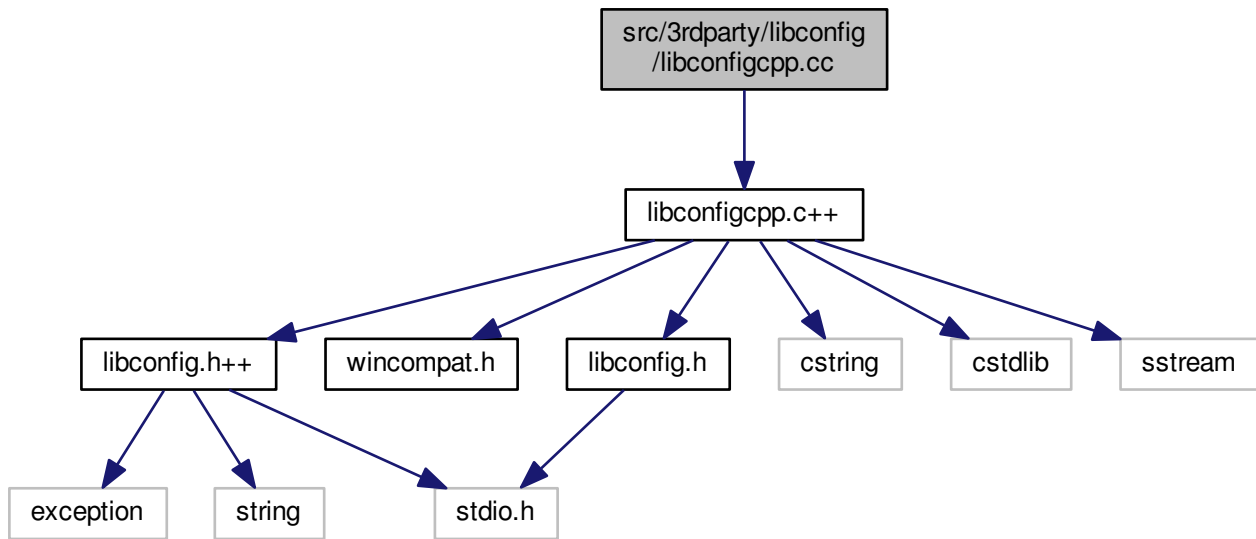 src/3rdparty/libconfig
/libconfigcpp.cc
libconfigcpp.c++
libconfig.h++
wincompat.h
libconfig.h
cstring
cstdlib
sstream
exception
string
stdio.h